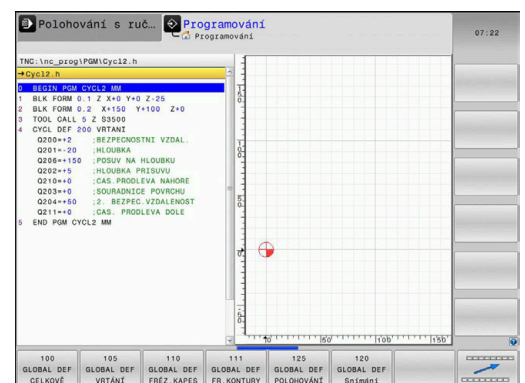 Polohování s ruč…
Programování
Programování
07:22
TNC:\nc_prog\PGM\Cycl2.h
→Cycl2.h
0 BEGIN PGM CYCL2 MM
1 BLK FORM 0.1 Z X+0 Y+0 Z-25
2 BLK FORM 0.2 X+150 Y+100 Z+0
3 TOOL CALL 5 Z S3500
4 CYCL DEF 200 VRTANI
Q200=+2 ;BEZPECNOSTNI VZDAL.
Q201=-20 ;HLOUBKA
Q206=+150 ;POSUV NA HLOUBKU
Q202=+5 ;HLOUBKA PRISUVU
Q210=+0 ;CAS.PRODLEVA NAHORE
Q203=+0 ;SOURADNICE POVRCHU
Q204=+50 ;2. BEZPEC.VZDALENOST
Q211=+0 ;CAS. PRODLEVA DOLE
5 END PGM CYCL2 MM
0 50 100 150
100 GLOBAL DEF CELKOVÉ
105 GLOBAL DEF VRTÁNÍ
110 GLOBAL DEF FRÉZ.KAPES
111 GLOBAL DEF FR.KONTURY
125 GLOBAL DEF POLOHOVÁNÍ
120 GLOBAL DEF Snímání